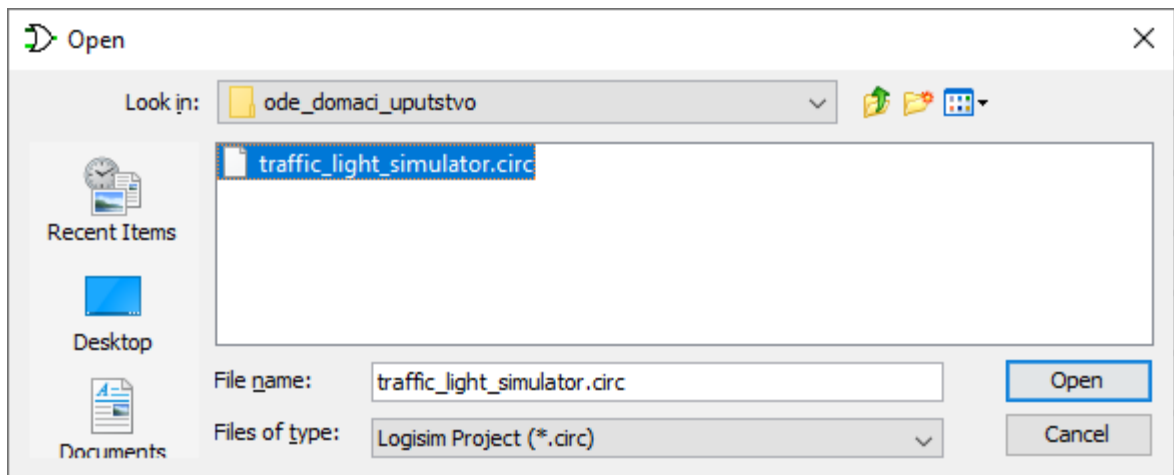 Open
Look in: ode_domaci_uputstvo
traffic_light_simulator.circ
Recent Items
Desktop
Documents
File name: traffic_light_simulator.circ Open
Files of type: Logisim Project (*.circ) Cancel